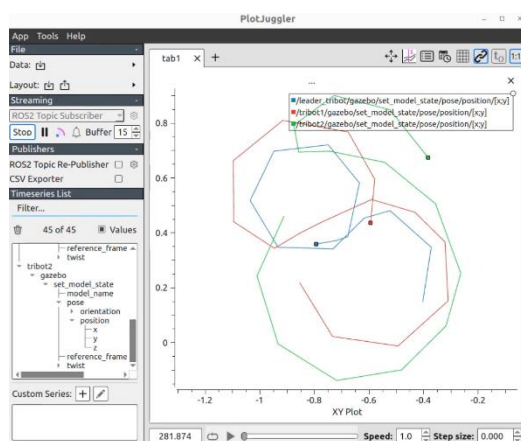 PlotJuggler
App Tools Help
File
Data:
Layout:
Streaming
ROS2 Topic Subscriber
Stop Buffer 15
Publishers
ROS2 Topic Re-Publisher
CSV Exporter
Timeseries List
Filter...
45 of 45 Values
reference_frame
twist
tribot2
gazebo
set_model_state
model_name
pose
orientation
position
x
y
z
reference_frame
twist
Custom Series:
tab1 X +
1:1
...
/leader_tribot/gazebo/set_model_state/pose/position/[x;y]
/tribot1/gazebo/set_model_state/pose/position/[x;y]
/tribot2/gazebo/set_model_state/pose/position/[x;y]
0.8
0.6
0.4
0.2
0
-1.2 -1 -0.8 -0.6 -0.4 -0.2
XY Plot
281.874 Speed: 1.0 Step size: 0.000